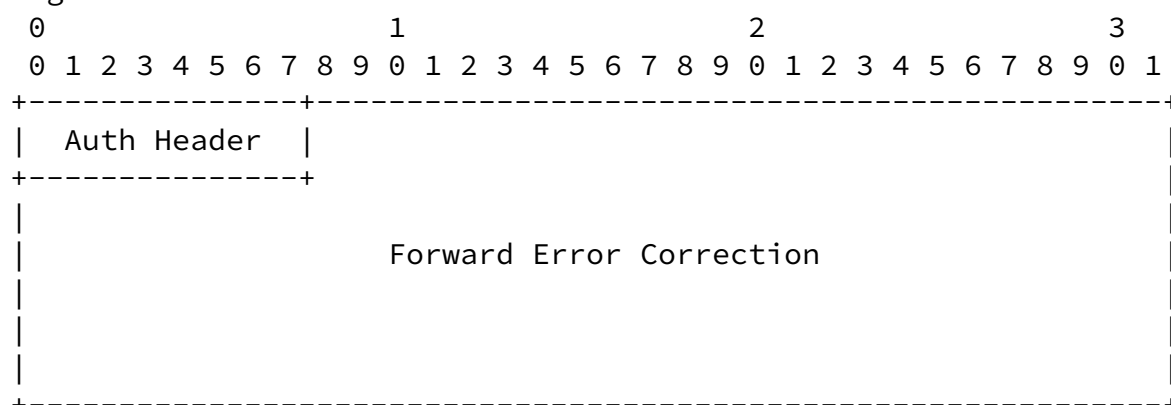 0                   1                   2                   3
0 1 2 3 4 5 6 7 8 9 0 1 2 3 4 5 6 7 8 9 0 1 2 3 4 5 6 7 8 9 0 1
Auth Header
Forward Error Correction